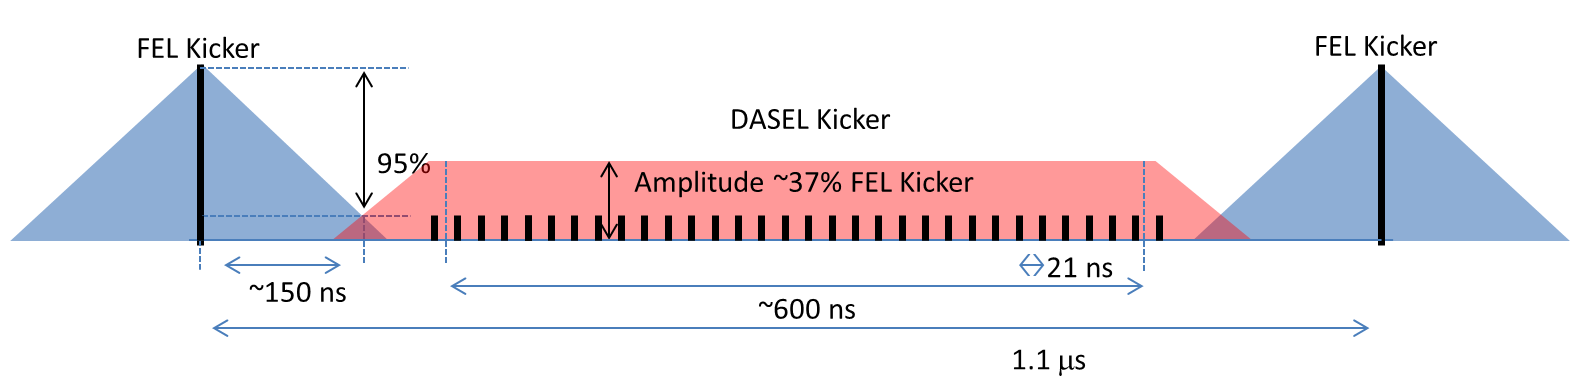 FEL Kicker
FEL Kicker
DASEL Kicker
95%
Amplitude ~37% FEL Kicker
21 ns
~150 ns
~600 ns
1.1 μs